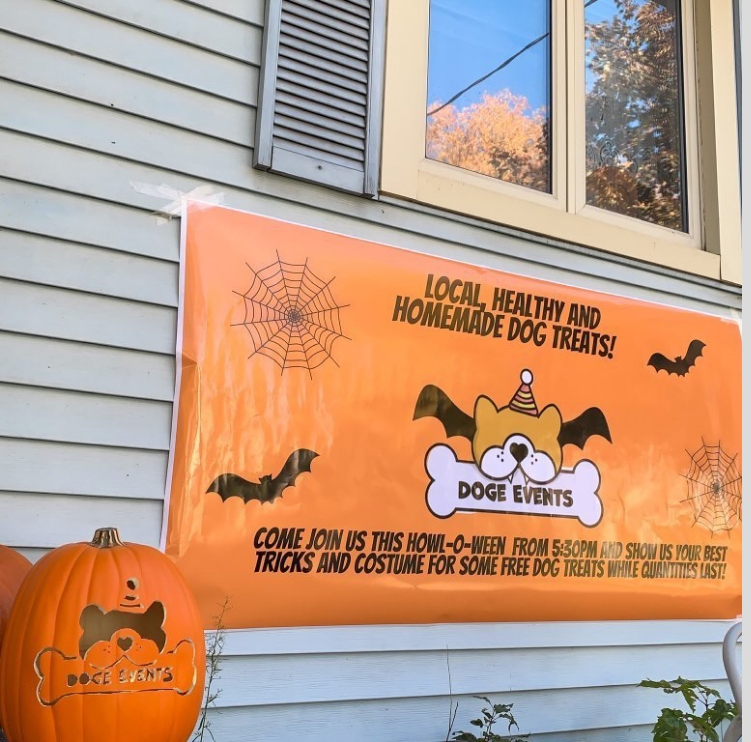 LOCAL, HEALTHY AND
HOMEMADE DOG TREATS!
DOGE EVENTS
COME JOIN US THIS HOWL-O-WEEN FROM 5:30PM AND SHOW US YOUR BEST
TRICKS AND COSTUME FOR SOME FREE DOG TREATS WHILE QUANTITIES LAST!
DOGE EVENTS